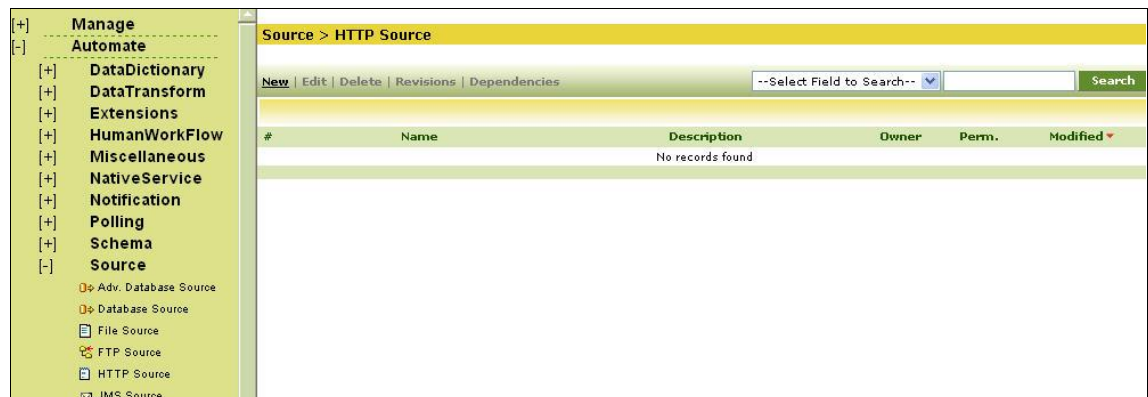 [+] Manage
[-] Automate
[+] DataDictionary
[+] DataTransform
[+] Extensions
[+] HumanWorkFlow
[+] Miscellaneous
[+] NativeService
[+] Notification
[+] Polling
[+] Schema
[-] Source
Adv. Database Source
Database Source
File Source
FTP Source
HTTP Source
JMS Source
Source > HTTP Source
New | Edit | Delete | Revisions | Dependencies
--Select Field to Search--
Search
# Name Description Owner Perm. Modified
No records found